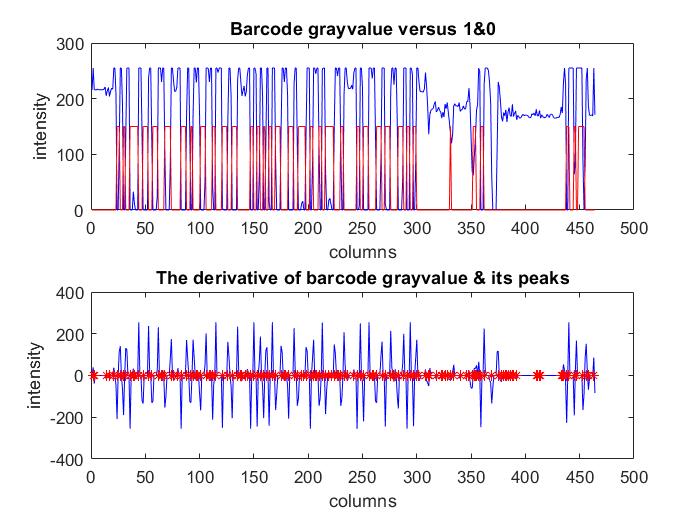 Barcode grayvalue versus 1&0
300
200
100
0
intensity
0 50 100 150 200 250 300 350 400 450 500
columns
The derivative of barcode grayvalue & its peaks
400
200
0
-200
-400
intensity
0 50 100 150 200 250 300 350 400 450 500
columns